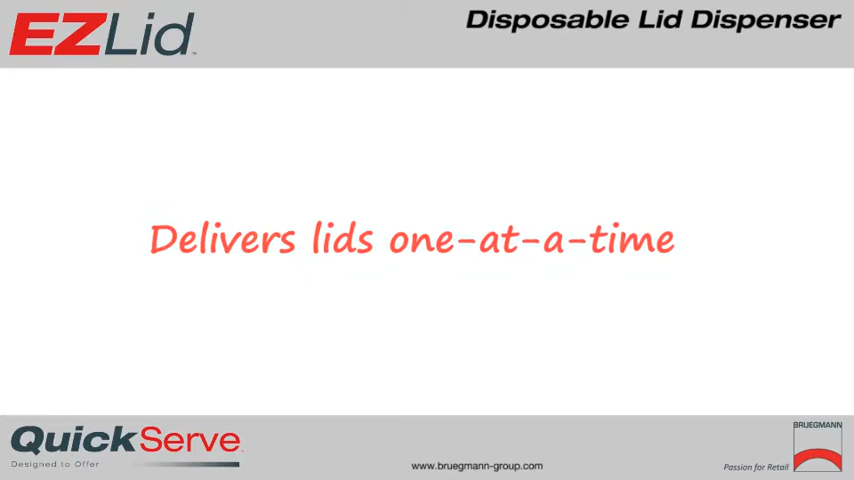 EZLid™
Disposable Lid Dispenser
Delivers lids one-at-a-time
QuickServe
Designed to Offer
www.bruegmann-group.com
Passion for Retail
BRUEGMANN